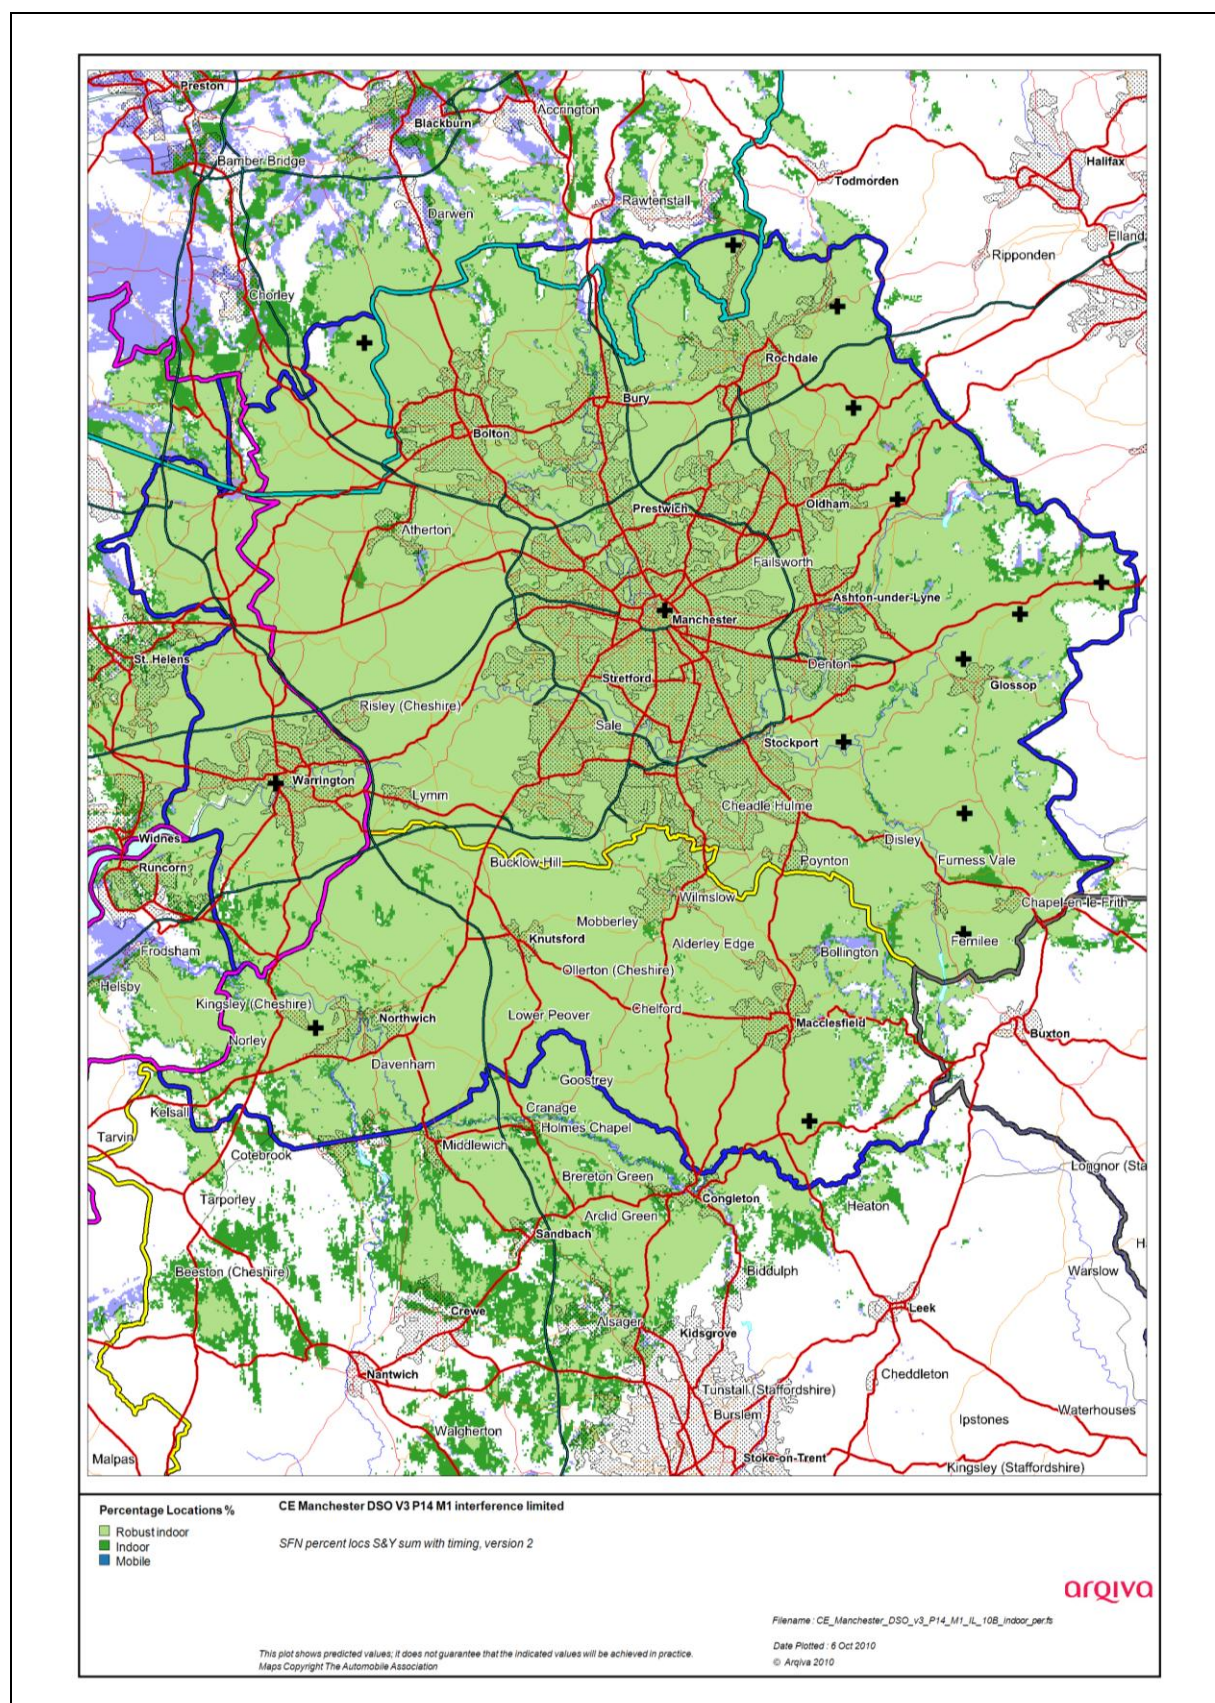 Preston
Accrington
Blackburn
Bamber Bridge
Halifax
Todmorden
Rawtenstall
Darwen
Elland
Ripponden
Chorley
Rochdale
Bury
Bolton
Oldham
Prestwich
Atherton
Failsworth
Ashton-under-Lyne
Manchester
St. Helens
Denton
Stretford
Glossop
Risley (Cheshire)
Sale
Stockport
Warrington
Lymm
Cheadle Hulme
Widnes
Disley
Bucklow Hill
Poynton
Furness Vale
Runcorn
Wilmslow
Chapel-en-le-Frith
Mobberley
Knutsford
Alderley Edge
Fernilee
Frodsham
Bollington
Ollerton (Cheshire)
Helsby
Kingsley (Cheshire)
Chelford
Lower Peover
Northwich
Macclesfield
Buxton
Norley
Davenham
Goostrey
Cranage
Kelsall
Holmes Chapel
Tarvin
Middlewich
Cotebrook
Longnor (Sta
Brereton Green
Tarporley
Congleton
Heaton
Arclid Green
Sandbach
H
Beeston (Cheshire)
Biddulph
Warslow
Crewe
Leek
Alsager
Kidsgrove
Nantwich
Cheddleton
Tunstall (Staffordshire)
Waterhouses
Burslem
Ipstones
Walgherton
Malpas
Stoke-on-Trent
Kingsley (Staffordshire)
Percentage Locations %
Robust indoor
Indoor
Mobile
CE Manchester DSO V3 P14 M1 interference limited
SFN percent locs S&Y sum with timing, version 2
arqiva
Filename : CE_Manchester_DSO_v3_P14_M1_IL_10B_indoor_per.fs
Date Plotted : 6 Oct 2010
© Arqiva 2010
This plot shows predicted values; it does not guarantee that the indicated values will be achieved in practice.
Maps Copyright The Automobile Association